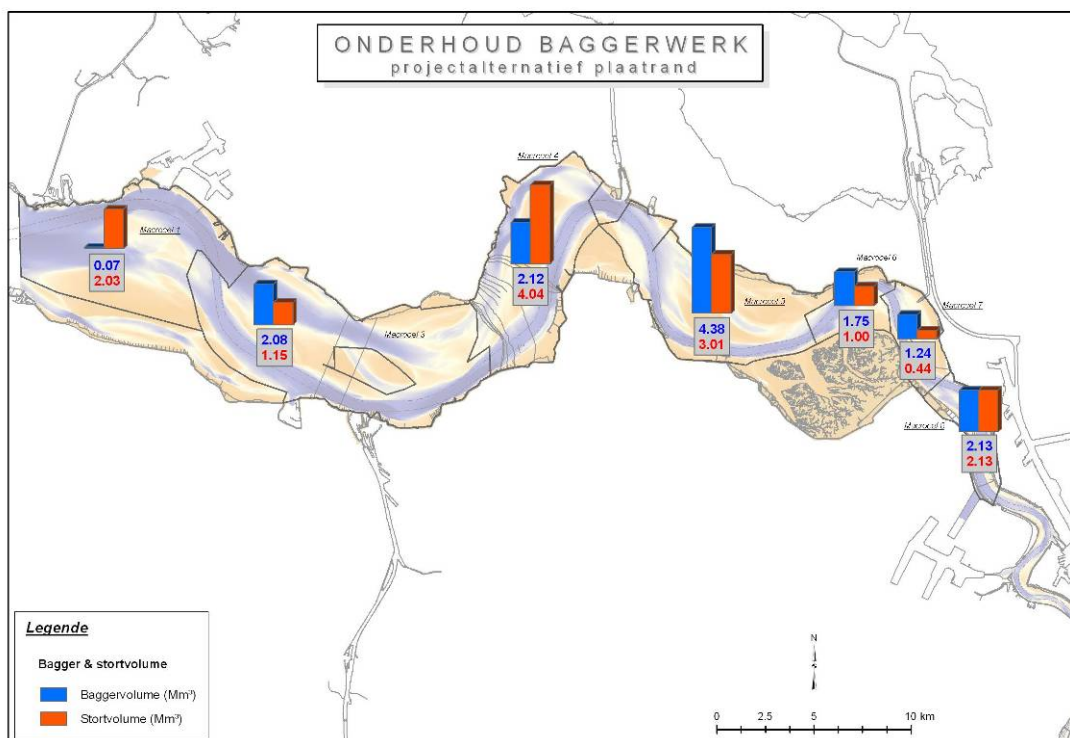 ONDERHOUD BAGGERWERK
projectalternatief plaatrand
Macrocel 4
Macrocel 1
0.07
2.03
2.08
1.15
Macrocel 3
2.12
4.04
4.38
3.01
Macrocel 5
Macrocel 6
1.75
1.00
Macrocel 7
1.24
0.44
2.13
2.13
Legende
Bagger & stortvolume
Baggervolume (Mm³)
Stortvolume (Mm³)
N
0 2.5 5 10 km